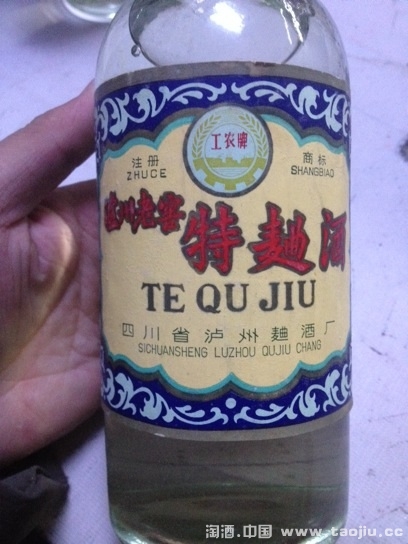 工农牌
注册
ZHUCE
商标
SHANGBIAO
泸州老窖
特麯酒
TE QU JIU
四川省泸州麯酒厂
SICHUANSHENG LUZHOU QUJIU CHANG
淘酒.中国 www.taojiu.cc